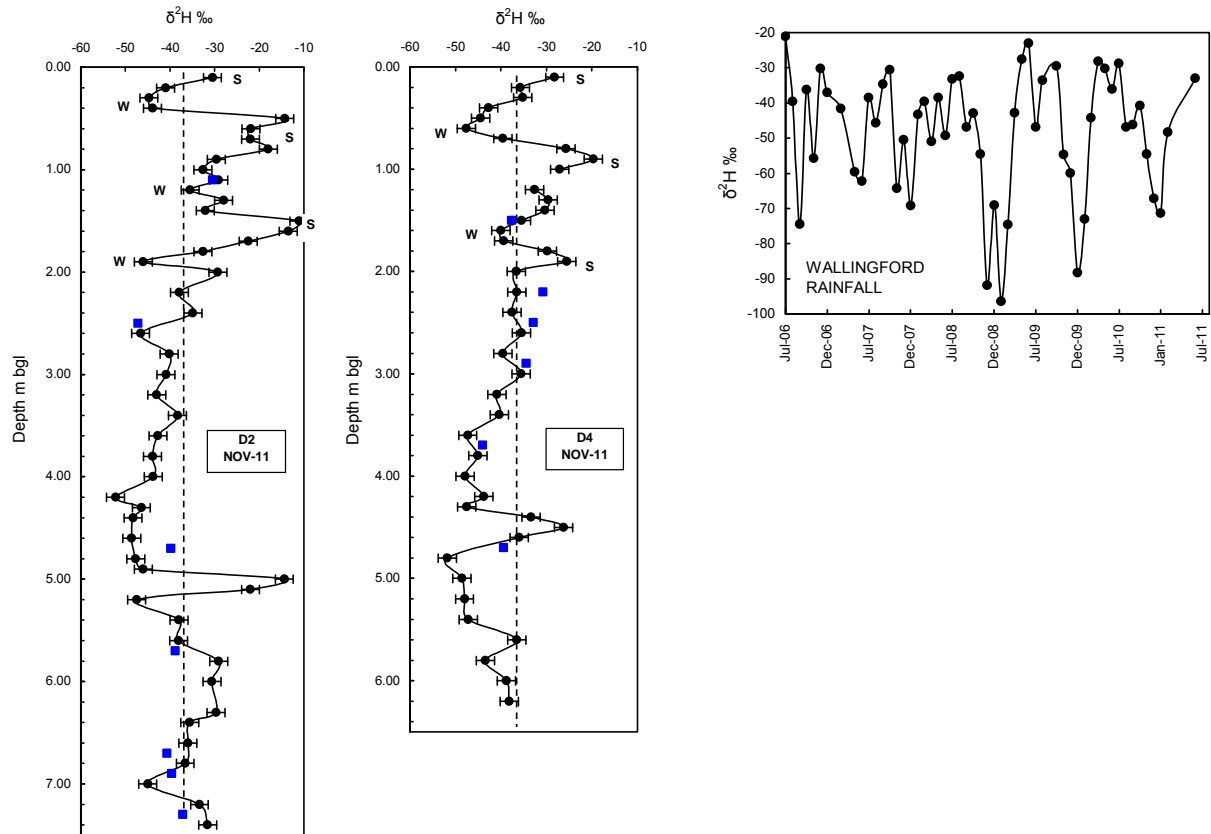 δ²H ‰
-60 -50 -40 -30 -20 -10
0.00
1.00
2.00
3.00
4.00
5.00
6.00
7.00
Depth m bgl
S
W
S
W
S
W
D2
NOV-11
δ²H ‰
-60 -50 -40 -30 -20 -10
0.00
1.00
2.00
3.00
4.00
5.00
6.00
Depth m bgl
S
W
S
W
S
D4
NOV-11
-20
-30
-40
-50
-60
-70
-80
-90
-100
δ²H ‰
WALLINGFORD
RAINFALL
Jul-06
Dec-06
Jul-07
Dec-07
Jul-08
Dec-08
Jul-09
Dec-09
Jul-10
Jan-11
Jul-11